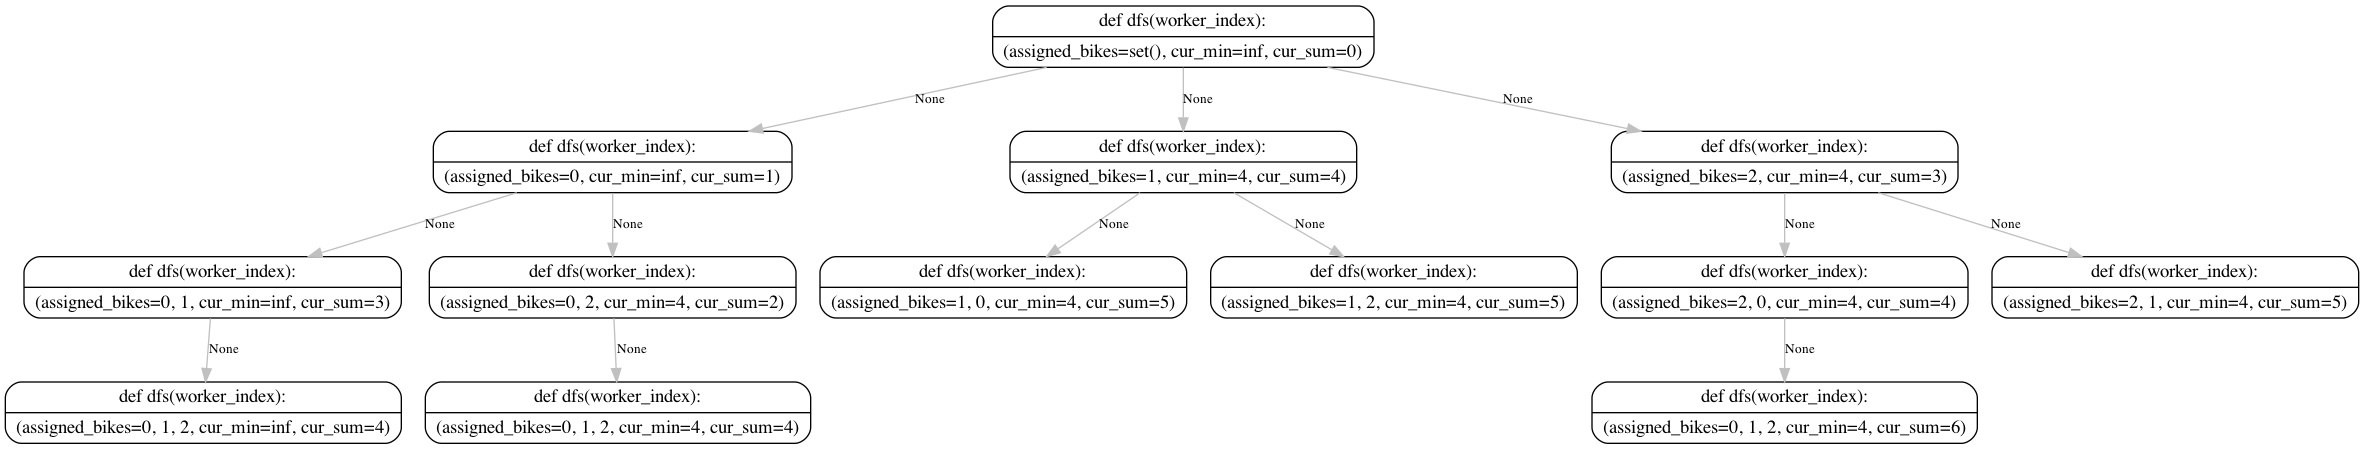 def dfs(worker_index):
(assigned_bikes=set(), cur_min=inf, cur_sum=0)
None
None
None
def dfs(worker_index):
(assigned_bikes=0, cur_min=inf, cur_sum=1)
def dfs(worker_index):
(assigned_bikes=1, cur_min=4, cur_sum=4)
def dfs(worker_index):
(assigned_bikes=2, cur_min=4, cur_sum=3)
None
None
None
None
None
None
def dfs(worker_index):
(assigned_bikes=0, 1, cur_min=inf, cur_sum=3)
def dfs(worker_index):
(assigned_bikes=0, 2, cur_min=4, cur_sum=2)
def dfs(worker_index):
(assigned_bikes=1, 0, cur_min=4, cur_sum=5)
def dfs(worker_index):
(assigned_bikes=1, 2, cur_min=4, cur_sum=5)
def dfs(worker_index):
(assigned_bikes=2, 0, cur_min=4, cur_sum=4)
def dfs(worker_index):
(assigned_bikes=2, 1, cur_min=4, cur_sum=5)
None
None
None
def dfs(worker_index):
(assigned_bikes=0, 1, 2, cur_min=inf, cur_sum=4)
def dfs(worker_index):
(assigned_bikes=0, 1, 2, cur_min=4, cur_sum=4)
def dfs(worker_index):
(assigned_bikes=0, 1, 2, cur_min=4, cur_sum=6)